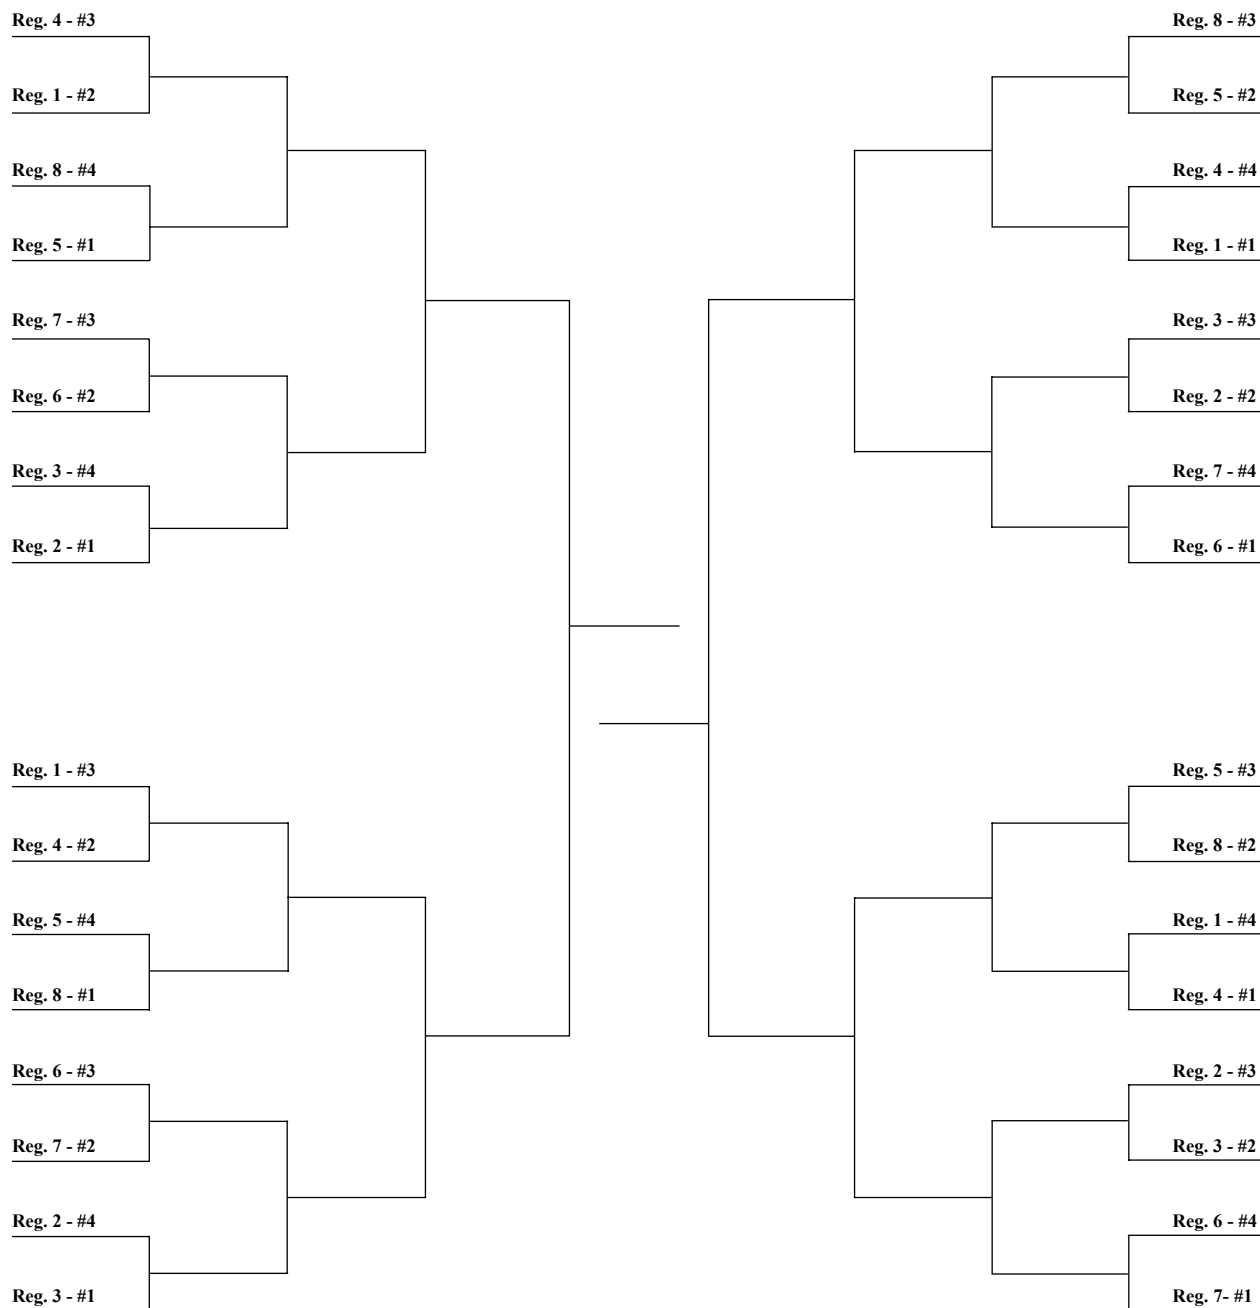 Reg. 4 - #3
Reg. 1 - #2
Reg. 8 - #4
Reg. 5 - #1
Reg. 7 - #3
Reg. 6 - #2
Reg. 3 - #4
Reg. 2 - #1
Reg. 1 - #3
Reg. 4 - #2
Reg. 5 - #4
Reg. 8 - #1
Reg. 6 - #3
Reg. 7 - #2
Reg. 2 - #4
Reg. 3 - #1
Reg. 8 - #3
Reg. 5 - #2
Reg. 4 - #4
Reg. 1 - #1
Reg. 3 - #3
Reg. 2 - #2
Reg. 7 - #4
Reg. 6 - #1
Reg. 5 - #3
Reg. 8 - #2
Reg. 1 - #4
Reg. 4 - #1
Reg. 2 - #3
Reg. 3 - #2
Reg. 6 - #4
Reg. 7- #1